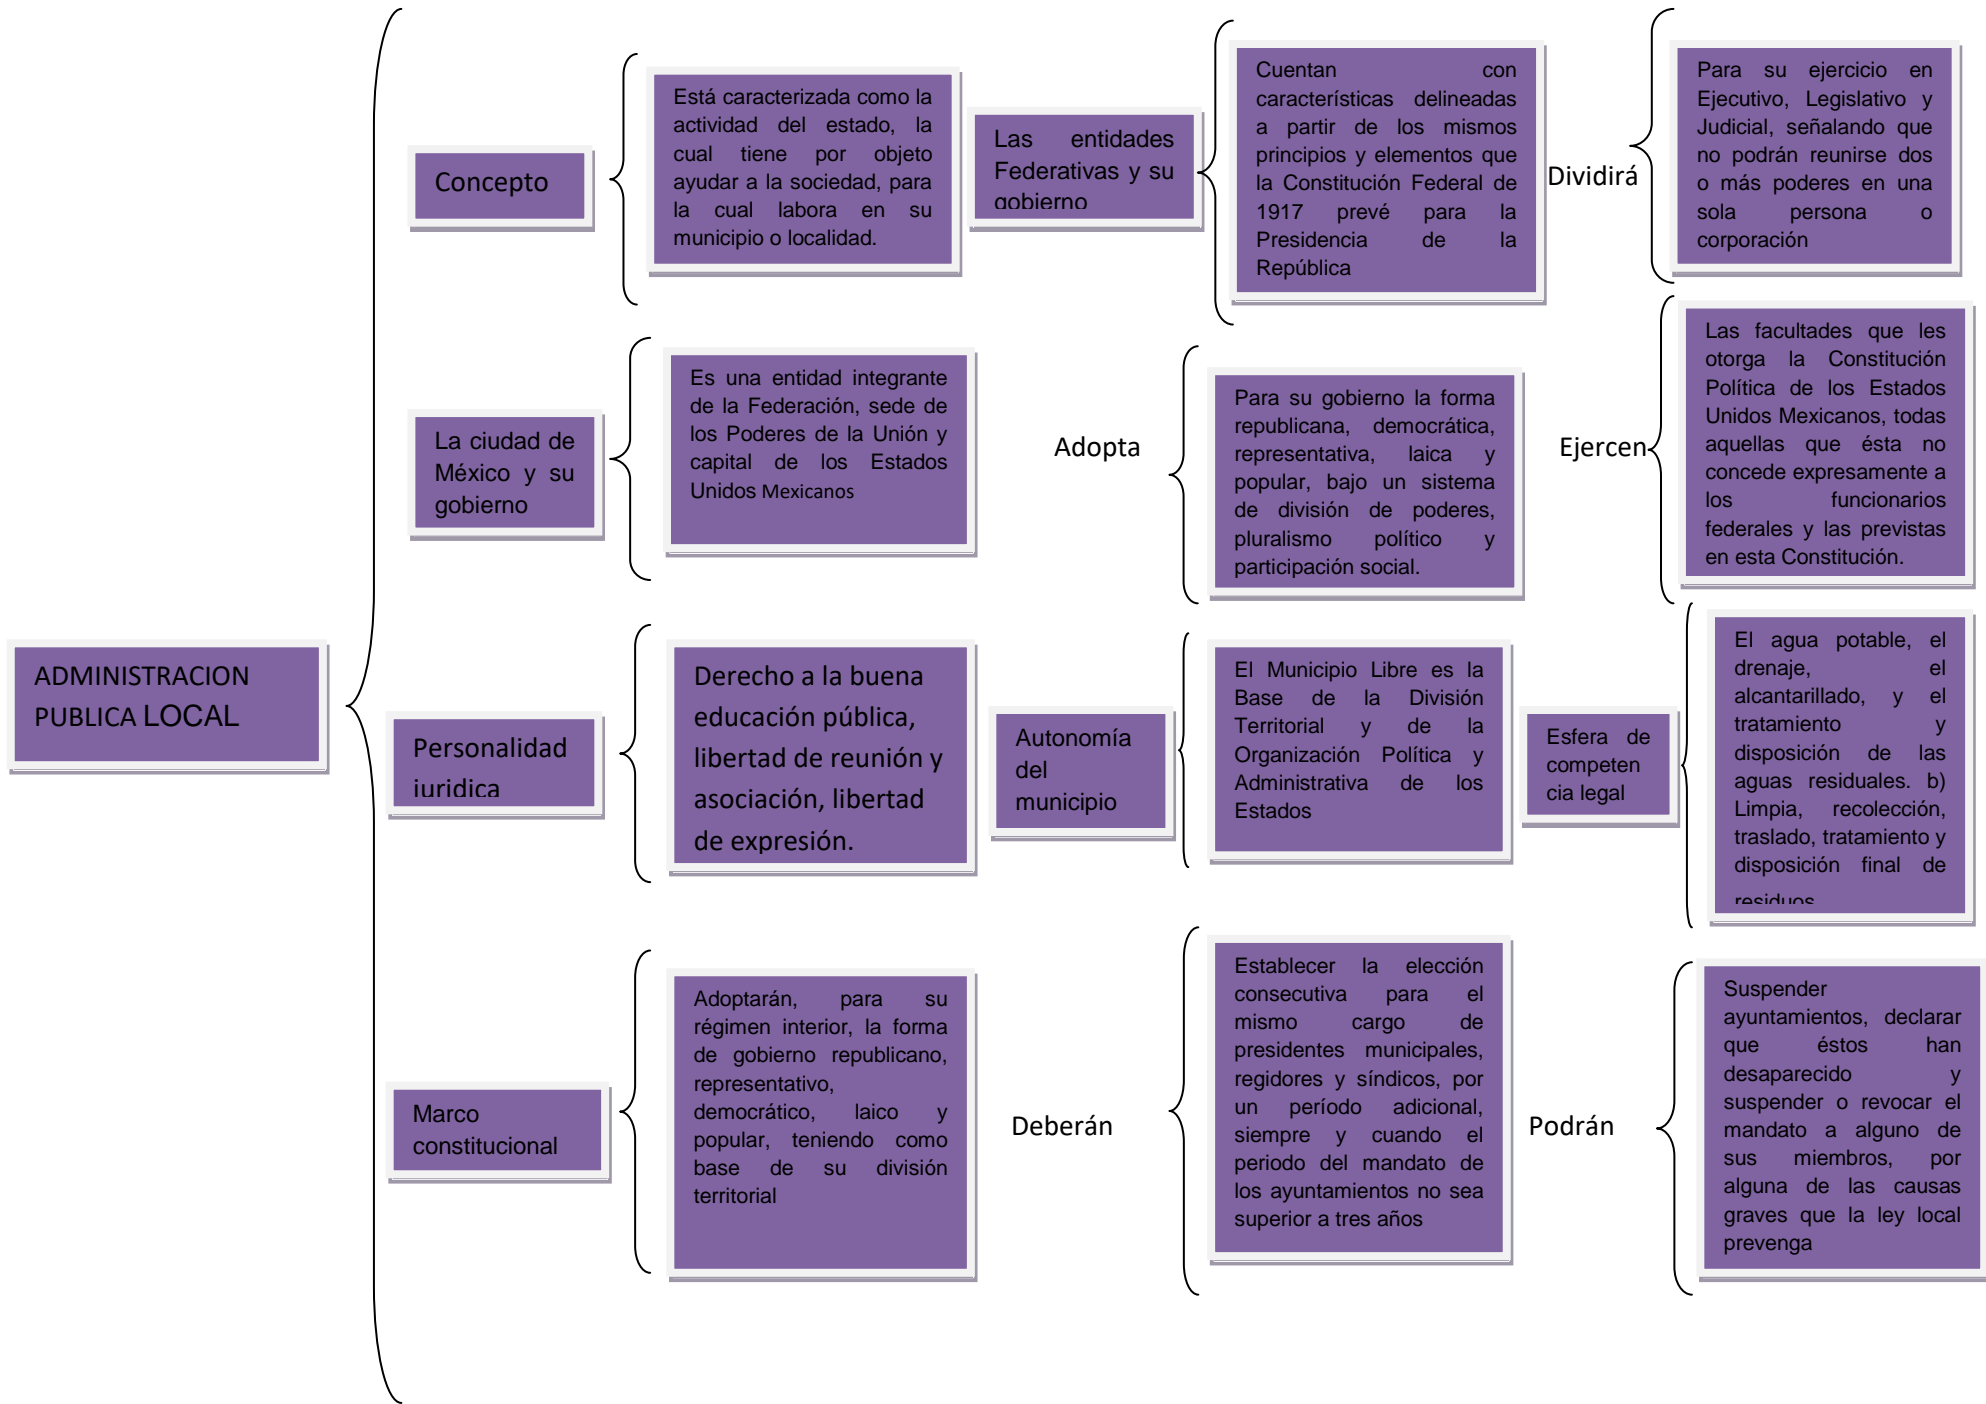 ADMINISTRACION
PUBLICA LOCAL
Concepto
Está caracterizada como la
actividad del estado, la
cual tiene por objeto
ayudar a la sociedad, para
la cual labora en su
municipio o localidad.
Las entidades
Federativas y su
gobierno
Cuentan con
características delineadas
a partir de los mismos
principios y elementos que
la Constitución Federal de
1917 prevé para la
Presidencia de la
República
Dividirá
Para su ejercicio en
Ejecutivo, Legislativo y
Judicial, señalando que
no podrán reunirse dos
o más poderes en una
sola persona o
corporación
La ciudad de
México y su
gobierno
Es una entidad integrante
de la Federación, sede de
los Poderes de la Unión y
capital de los Estados
Unidos Mexicanos
Adopta
Para su gobierno la forma
republicana, democrática,
representativa, laica y
popular, bajo un sistema
de división de poderes,
pluralismo político y
participación social.
Ejercen
Las facultades que les
otorga la Constitución
Política de los Estados
Unidos Mexicanos, todas
aquellas que ésta no
concede expresamente a
los funcionarios
federales y las previstas
en esta Constitución.
Personalidad
juridica
Derecho a la buena
educación pública,
libertad de reunión y
asociación, libertad
de expresión.
Autonomía
del
municipio
El Municipio Libre es la
Base de la División
Territorial y de la
Organización Política y
Administrativa de los
Estados
Esfera de
competen
cia legal
El agua potable, el
drenaje, el
alcantarillado, y el
tratamiento y
disposición de las
aguas residuales. b)
Limpia, recolección,
traslado, tratamiento y
disposición final de
residuos
Marco
constitucional
Adoptarán, para su
régimen interior, la forma
de gobierno republicano,
representativo,
democrático, laico y
popular, teniendo como
base de su división
territorial
Deberán
Establecer la elección
consecutiva para el
mismo cargo de
presidentes municipales,
regidores y síndicos, por
un período adicional,
siempre y cuando el
periodo del mandato de
los ayuntamientos no sea
superior a tres años
Podrán
Suspender
ayuntamientos, declarar
que éstos han
desaparecido y
suspender o revocar el
mandato a alguno de
sus miembros, por
alguna de las causas
graves que la ley local
prevenga